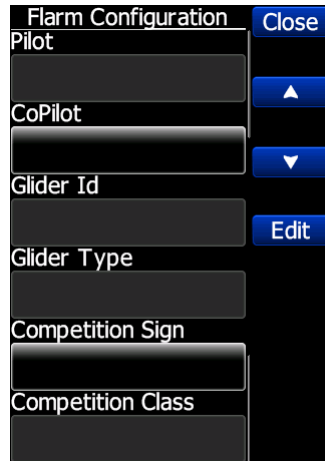 Flarm Configuration
Close
Pilot
CoPilot
Glider Id
Edit
Glider Type
Competition Sign
Competition Class